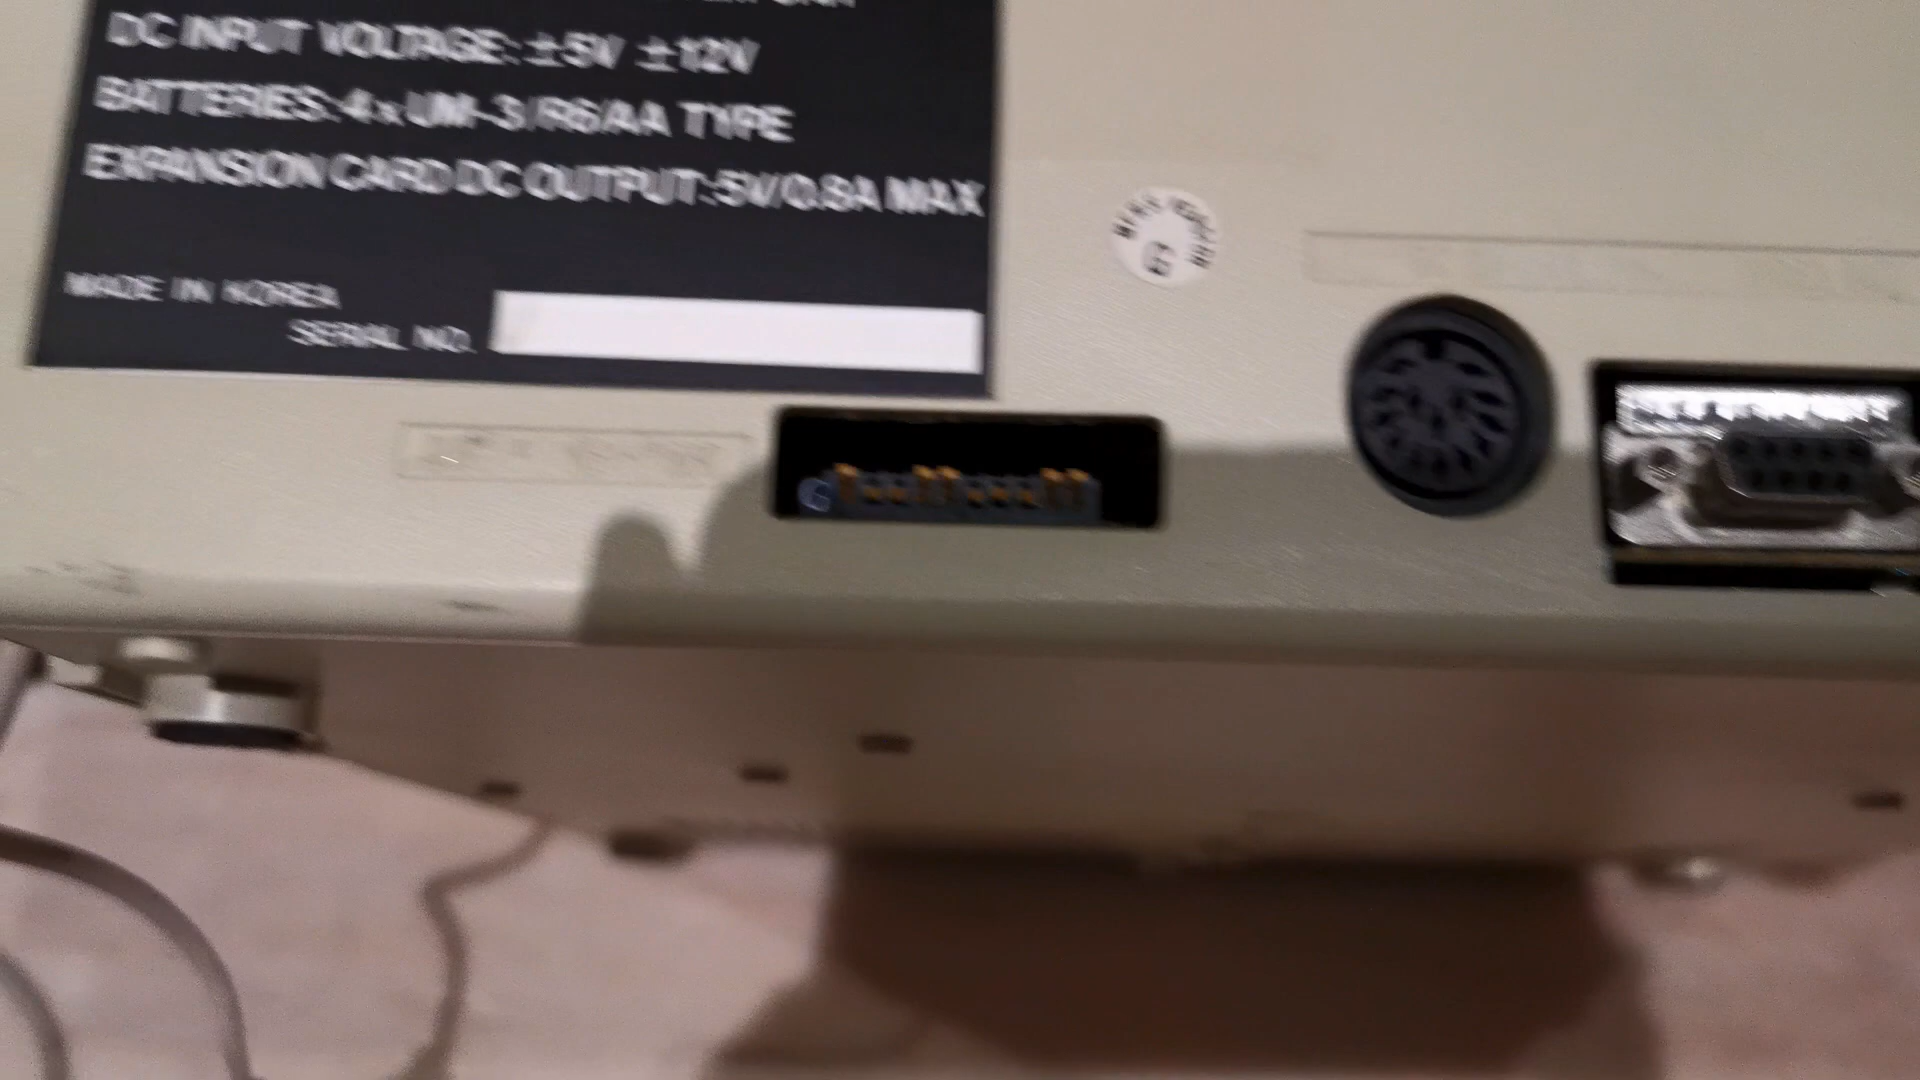 DC INPUT VOLTAGE: ±5V ±12V
BATTERIES: 4 x UM-3/R6/AA TYPE
EXPANSION CARD DC OUTPUT: 5V/0.8A MAX
MADE IN KOREA
SERIAL NO.